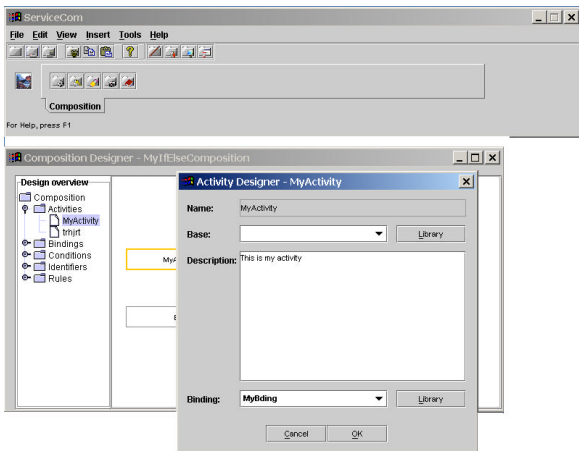 ServiceCom
File Edit View Insert Tools Help
Composition
For Help, press F1
Composition Designer - MyIfElseComposition
Design overview
Composition
Activities
MyActivity
trhjrt
Bindings
Conditions
Identifiers
Rules
MyA
Activity Designer - MyActivity
Name: MyActivity
Base: Library
Description: This is my activity
Binding: MyBding Library
Cancel OK